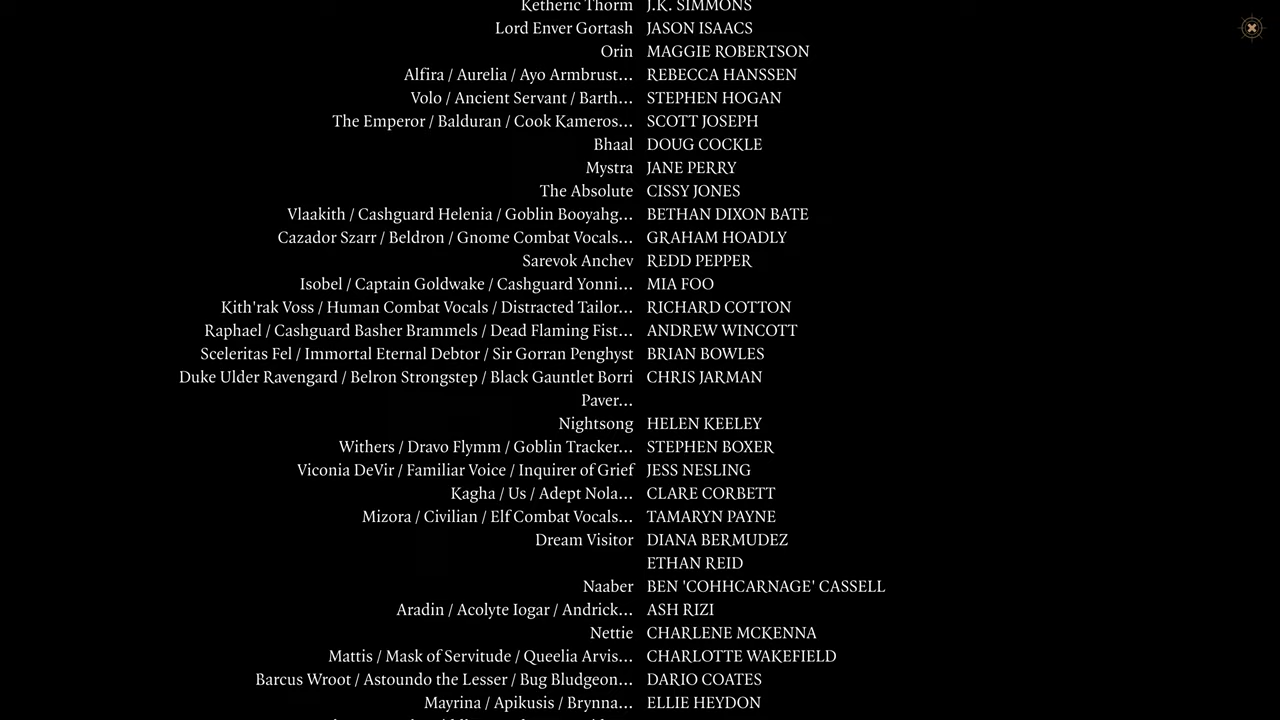 Ketheric Thorm J.K. SIMMONS
Lord Enver Gortash JASON ISAACS
Orin MAGGIE ROBERTSON
Alfira / Aurelia / Ayo Armbrust... REBECCA HANSSEN
Volo / Ancient Servant / Barth... STEPHEN HOGAN
The Emperor / Balduran / Cook Kameros... SCOTT JOSEPH
Bhaal DOUG COCKLE
Mystra JANE PERRY
The Absolute CISSY JONES
Vlaakith / Cashguard Helenia / Goblin Booyahg... BETHAN DIXON BATE
Cazador Szarr / Beldron / Gnome Combat Vocals... GRAHAM HOADLY
Sarevok Anchev REDD PEPPER
Isobel / Captain Goldwake / Cashguard Yonni... MIA FOO
Kith'rak Voss / Human Combat Vocals / Distracted Tailor... RICHARD COTTON
Raphael / Cashguard Basher Brammels / Dead Flaming Fist... ANDREW WINCOTT
Sceleritas Fel / Immortal Eternal Debtor / Sir Gorran Penghyst BRIAN BOWLES
Duke Ulder Ravengard / Belron Strongstep / Black Gauntlet Borri CHRIS JARMAN
Paver...
Nightsong HELEN KEELEY
Withers / Dravo Flymm / Goblin Tracker... STEPHEN BOXER
Viconia DeVir / Familiar Voice / Inquirer of Grief JESS NESLING
Kagha / Us / Adept Nola... CLARE CORBETT
Mizora / Civilian / Elf Combat Vocals... TAMARYN PAYNE
Dream Visitor DIANA BERMUDEZ
ETHAN REID
Naaber BEN 'COHHCARNAGE' CASSELL
Aradin / Acolyte Iogar / Andrick... ASH RIZI
Nettie CHARLENE MCKENNA
Mattis / Mask of Servitude / Queelia Arvis... CHARLOTTE WAKEFIELD
Barcus Wroot / Astoundo the Lesser / Bug Bludgeon... DARIO COATES
Mayrina / Apikusis / Brynna... ELLIE HEYDON